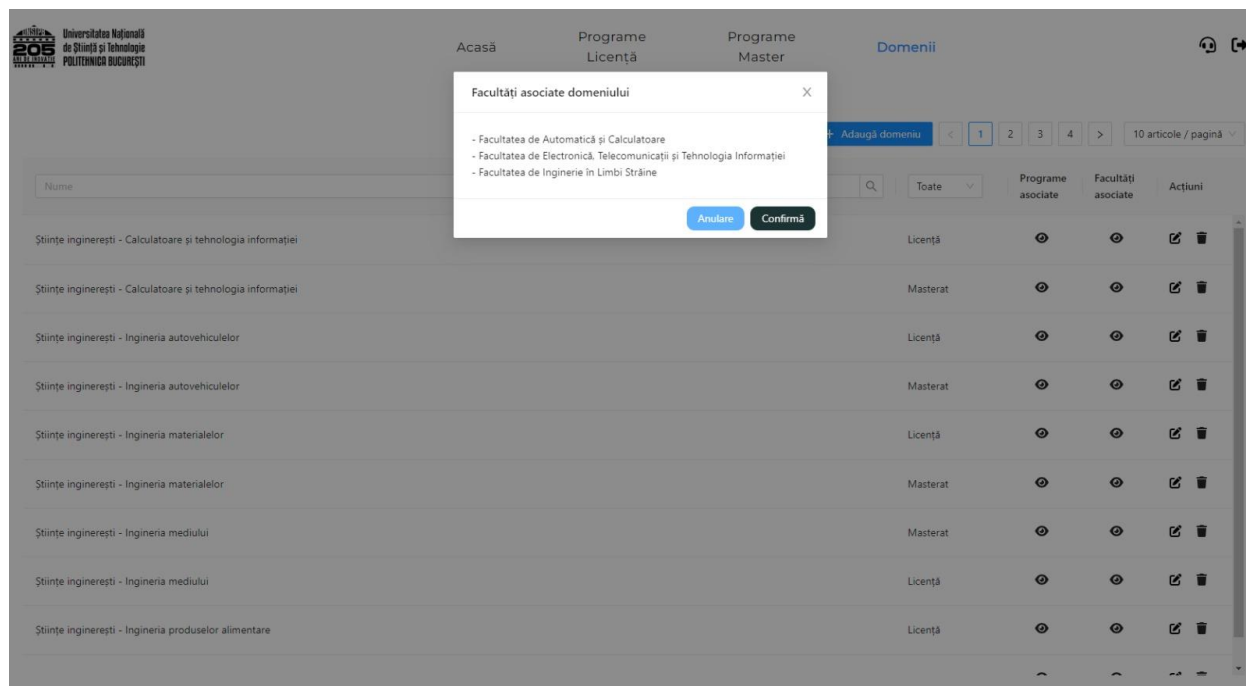 Universitatea Națională
de Știință și Tehnologie
POLITEHNICA BUCUREȘTI
205
ANI DE INOVAȚIE
Acasă
Programe
Licență
Programe
Master
Domenii
Facultăți asociate domeniului
- Facultatea de Automatică și Calculatoare
- Facultatea de Electronică, Telecomunicații și Tehnologia Informației
- Facultatea de Inginerie în Limbi Străine
Anulare Confirmă
+ Adaugă domeniu < 1 2 3 4 > 10 articole / pagină
Nume Toate
Programe
asociate
Facultăți
asociate
Acțiuni
Științe inginerești - Calculatoare și tehnologia informației Licență
Științe inginerești - Calculatoare și tehnologia informației Masterat
Științe inginerești - Ingineria autovehiculelor Licență
Științe inginerești - Ingineria autovehiculelor Masterat
Științe inginerești - Ingineria materialelor Licență
Științe inginerești - Ingineria materialelor Masterat
Științe inginerești - Ingineria mediului Masterat
Științe inginerești - Ingineria mediului Licență
Științe inginerești - Ingineria produselor alimentare Licență